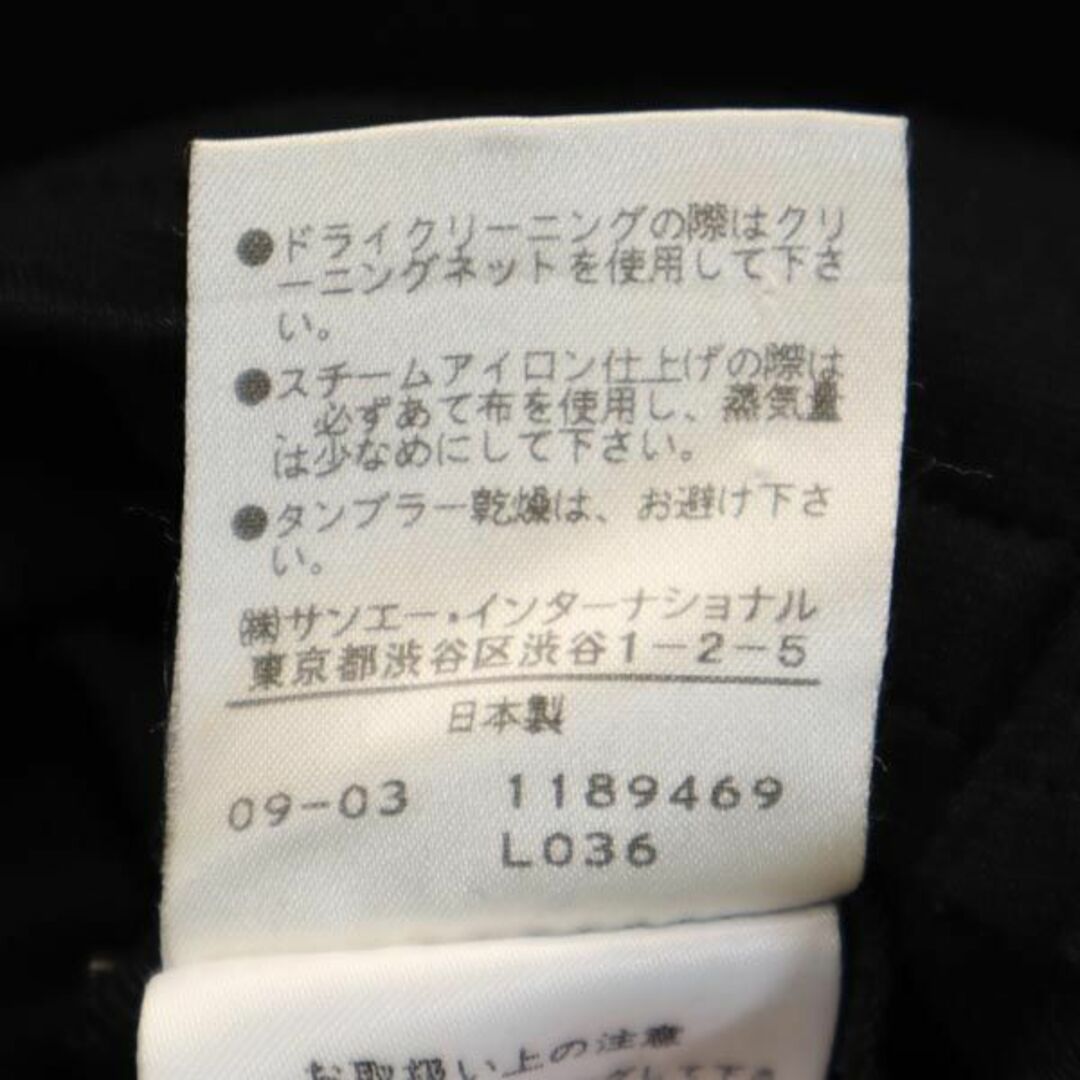 ●ドライクリーニングの際はクリ
ーニングネットを使用して下さ
い。
●スチームアイロン仕上げの際は
、必ずあて布を使用し、蒸気量
は少なめにして下さい。
●タンブラー乾燥は、お避け下さ
い。
㈱サンエー・インターナショナル
東京都渋谷区渋谷1-2-5
日本製
09-03 1189469
L036
お取扱い上の注意